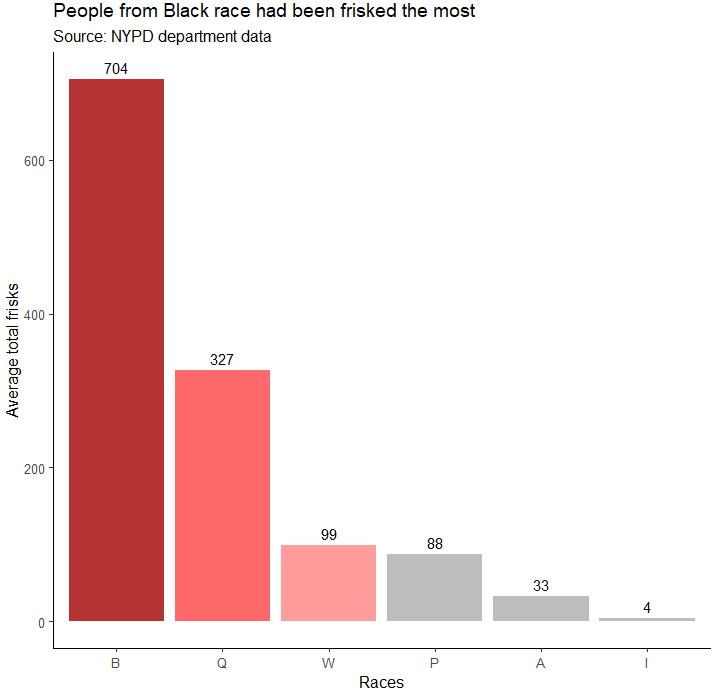 People from Black race had been frisked the most
Source: NYPD department data
704
600
400
327
200
99
88
33
4
0
Average total frisks
B Q W P A I
Races